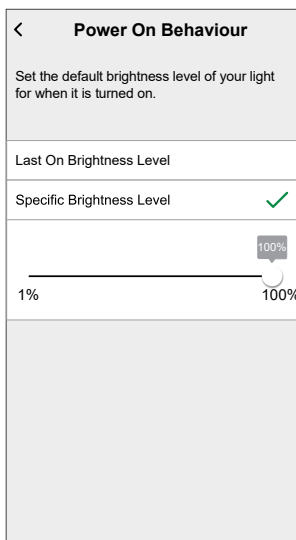 Power On Behaviour
Set the default brightness level of your light
for when it is turned on.
Last On Brightness Level
Specific Brightness Level
100%
1%
100%